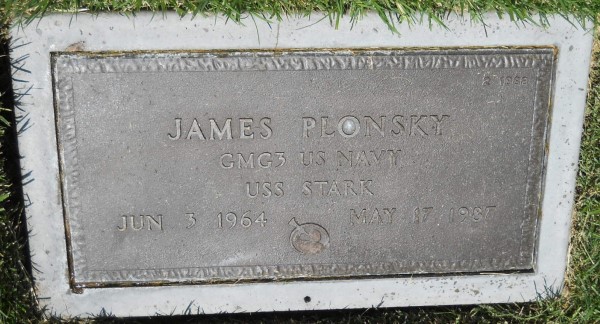 JAMES PLONSKY
GMG3 US NAVY
USS STARK
JUN 3 1964 MAY 17 1987